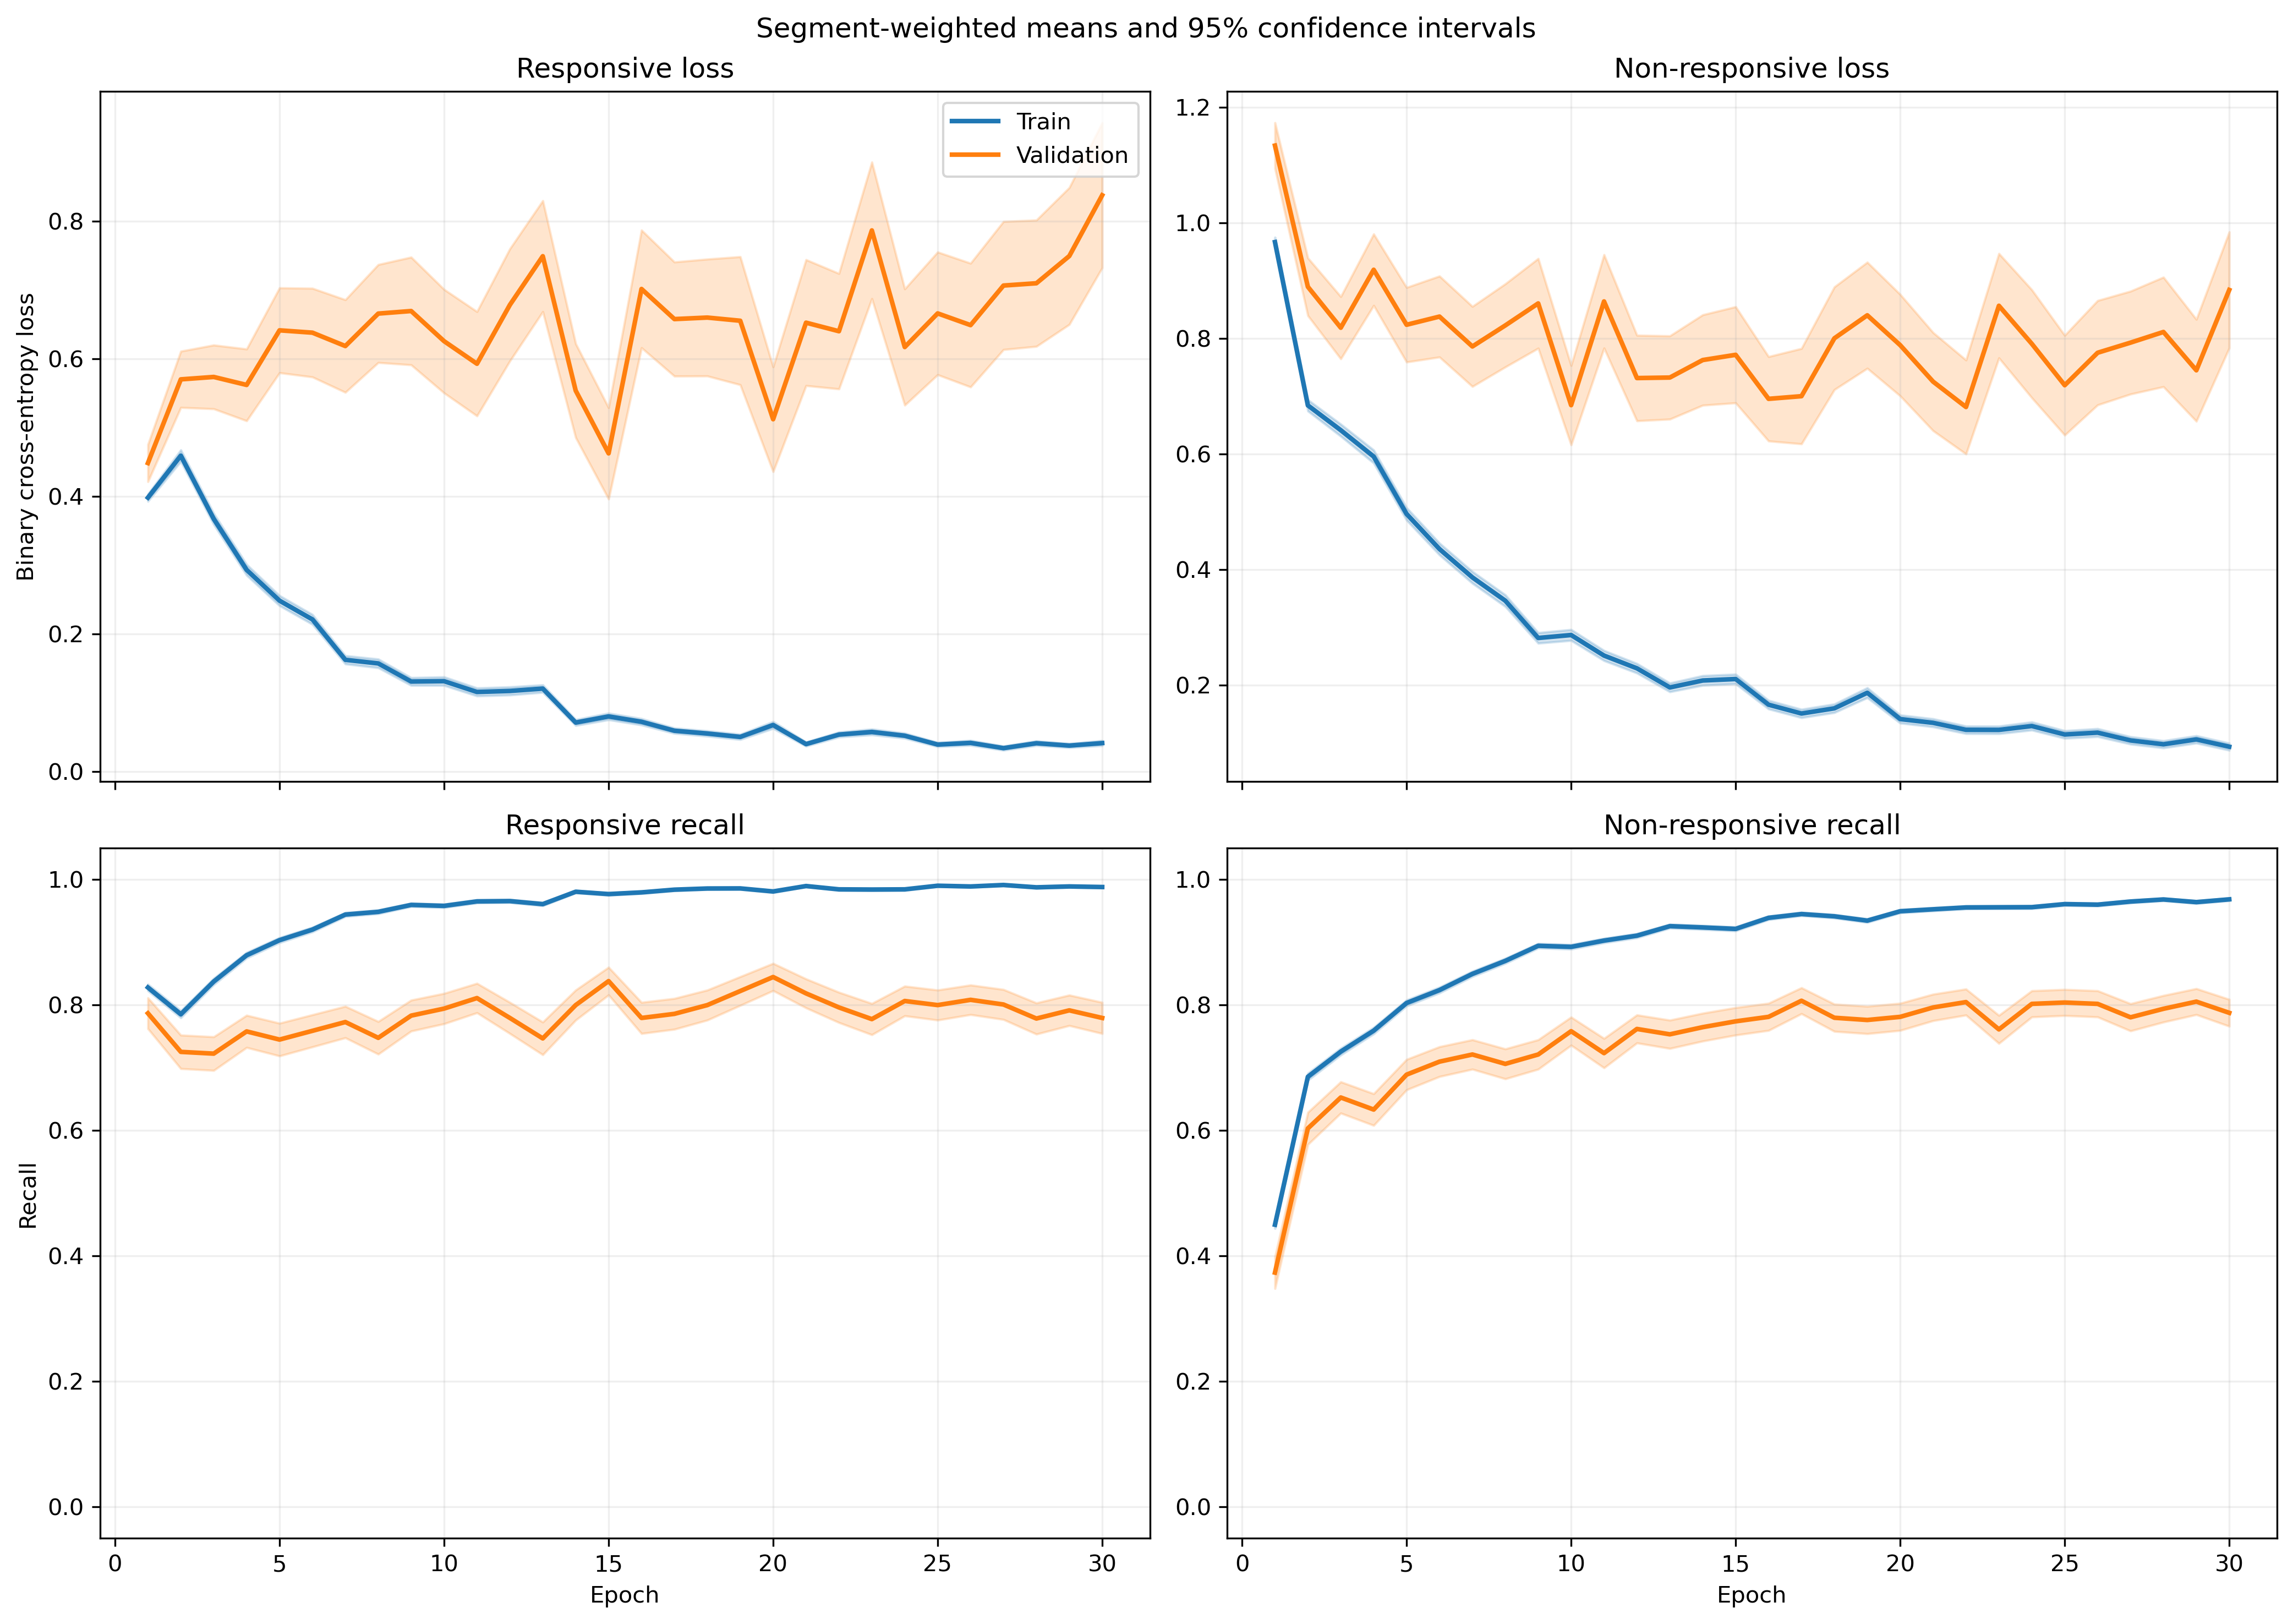 Segment-weighted means and 95% confidence intervals
Responsive loss
Non-responsive loss
Train
Validation
Binary cross-entropy loss
0.8
0.6
0.4
0.2
0.0
1.2
1.0
0.8
0.6
0.4
0.2
Responsive recall
Non-responsive recall
Recall
1.0
0.8
0.6
0.4
0.2
0.0
0 5 10 15 20 25 30
Epoch
1.0
0.8
0.6
0.4
0.2
0.0
0 5 10 15 20 25 30
Epoch